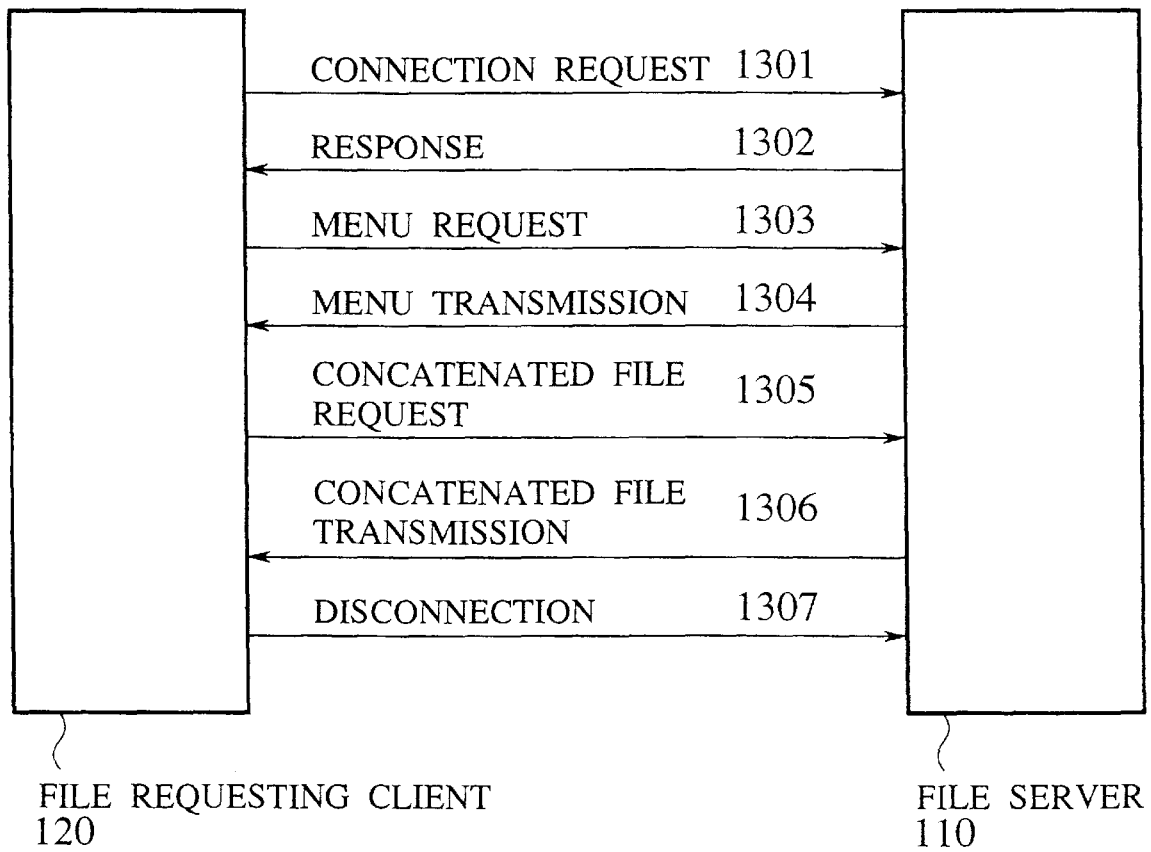 CONNECTION REQUEST 1301
RESPONSE 1302
MENU REQUEST 1303
MENU TRANSMISSION 1304
CONCATENATED FILE
REQUEST 1305
CONCATENATED FILE
TRANSMISSION 1306
DISCONNECTION 1307
FILE REQUESTING CLIENT
120
FILE SERVER
110